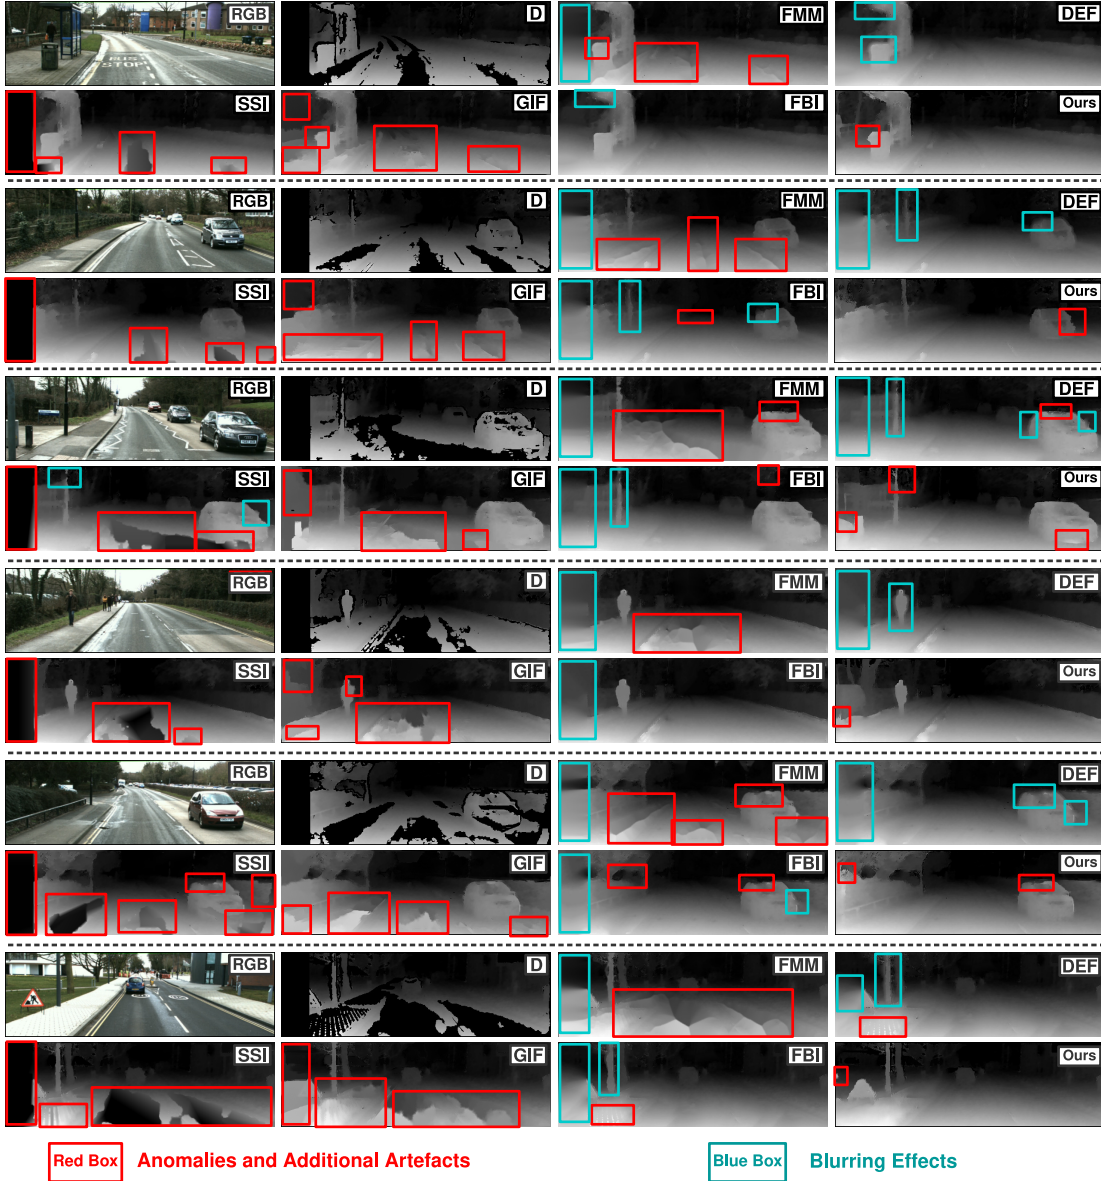 RGB D FMM DEF
BUS
STOP
SSI GIF FBI Ours
RGB D FMM DEF
SSI GIF FBI Ours
RGB D FMM DEF
SSI GIF FBI Ours
RGB D FMM DEF
SSI GIF FBI Ours
RGB D FMM DEF
SSI GIF FBI Ours
RGB D FMM DEF
SSI GIF FBI Ours
Red Box Anomalies and Additional Artefacts Blue Box Blurring Effects